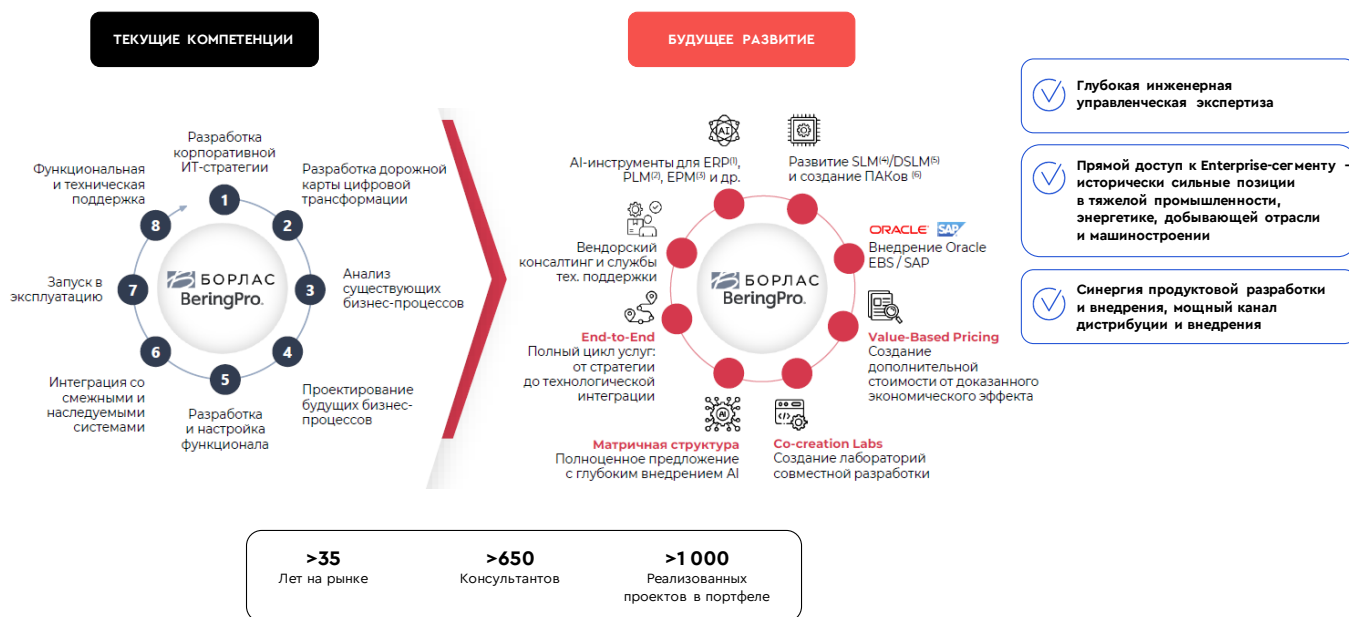 ТЕКУЩИЕ КОМПЕТЕНЦИИ
Разработка
корпоративной
ИТ-стратегии
Функциональная
и техническая
поддержка
Разработка дорожной
карты цифровой
трансформации
1
8
2
БОРЛАС
BeringPro.
Запуск в
эксплуатацию
7
3
Анализ
существующих
бизнес-процессов
6
4
5
Интеграция со
смежными и
наследуемыми
системами
Разработка
и настройка
функционала
Проектирование
будущих бизнес-
процессов
БУДУЩЕЕ РАЗВИТИЕ
AI
AI-инструменты для ERP(1),
PLM(2), EPM(3) и др.
Развитие SLM(4)/DSLM(5)
и создание ПАКов (6)
Вендорский
консалтинг и службы
тех. поддержки
ORACLE SAP
Внедрение Oracle
EBS / SAP
БОРЛАС
BeringPro.
End-to-End
Полный цикл услуг:
от стратегии
до технологической
интеграции
Value-Based Pricing
Создание
дополнительной
стоимости от доказанного
экономического эффекта
AI
Матричная структура
Полноценное предложение
с глубоким внедрением AI
</>
Co-creation Labs
Создание лабораторий
совместной разработки
Глубокая инженерная
управленческая экспертиза
Прямой доступ к Enterprise-сегменту -
исторически сильные позиции
в тяжелой промышленности,
энергетике, добывающей отрасли
и машиностроении
Синергия продуктовой разработки
и внедрения, мощный канал
дистрибуции и внедрения
>35
Лет на рынке
>650
Консультантов
>1 000
Реализованных
проектов в портфеле